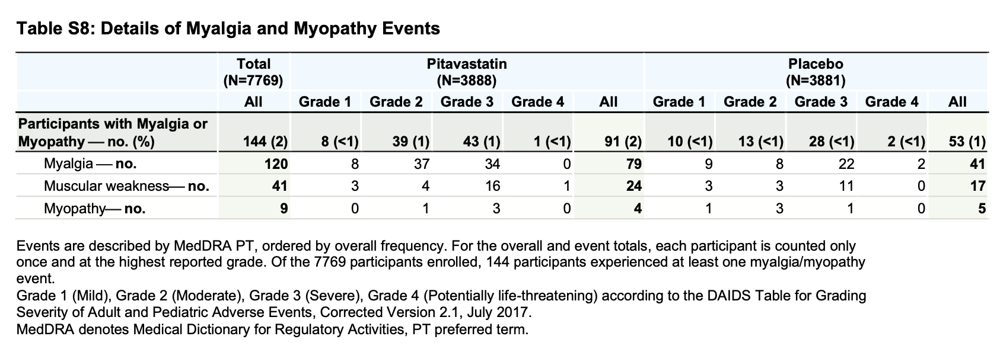 Table S8: Details of Myalgia and Myopathy Events
Total Pitavastatin Placebo
(N=7769) (N=3888) (N=3881)
All Grade 1 Grade 2 Grade 3 Grade 4 All Grade 1 Grade 2 Grade 3 Grade 4 All
Participants with Myalgia or
Myopathy — no. (%) 144 (2) 8 (<1) 39 (1) 43 (1) 1 (<1) 91 (2) 10 (<1) 13 (<1) 28 (<1) 2 (<1) 53 (1)
Myalgia — no. 120 8 37 34 0 79 9 8 22 2 41
Muscular weakness— no. 41 3 4 16 1 24 3 3 11 0 17
Myopathy— no. 9 0 1 3 0 4 1 3 1 0 5
Events are described by MedDRA PT, ordered by overall frequency. For the overall and event totals, each participant is counted only
once and at the highest reported grade. Of the 7769 participants enrolled, 144 participants experienced at least one myalgia/myopathy
event.
Grade 1 (Mild), Grade 2 (Moderate), Grade 3 (Severe), Grade 4 (Potentially life-threatening) according to the DAIDS Table for Grading
Severity of Adult and Pediatric Adverse Events, Corrected Version 2.1, July 2017.
MedDRA denotes Medical Dictionary for Regulatory Activities, PT preferred term.